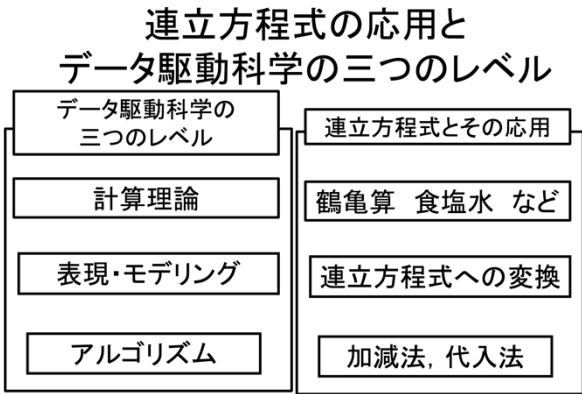 連立方程式の応用と
データ駆動科学の三つのレベル
データ駆動科学の
三つのレベル
計算理論
表現・モデリング
アルゴリズム
連立方程式とその応用
鶴亀算 食塩水 など
連立方程式への変換
加減法, 代入法